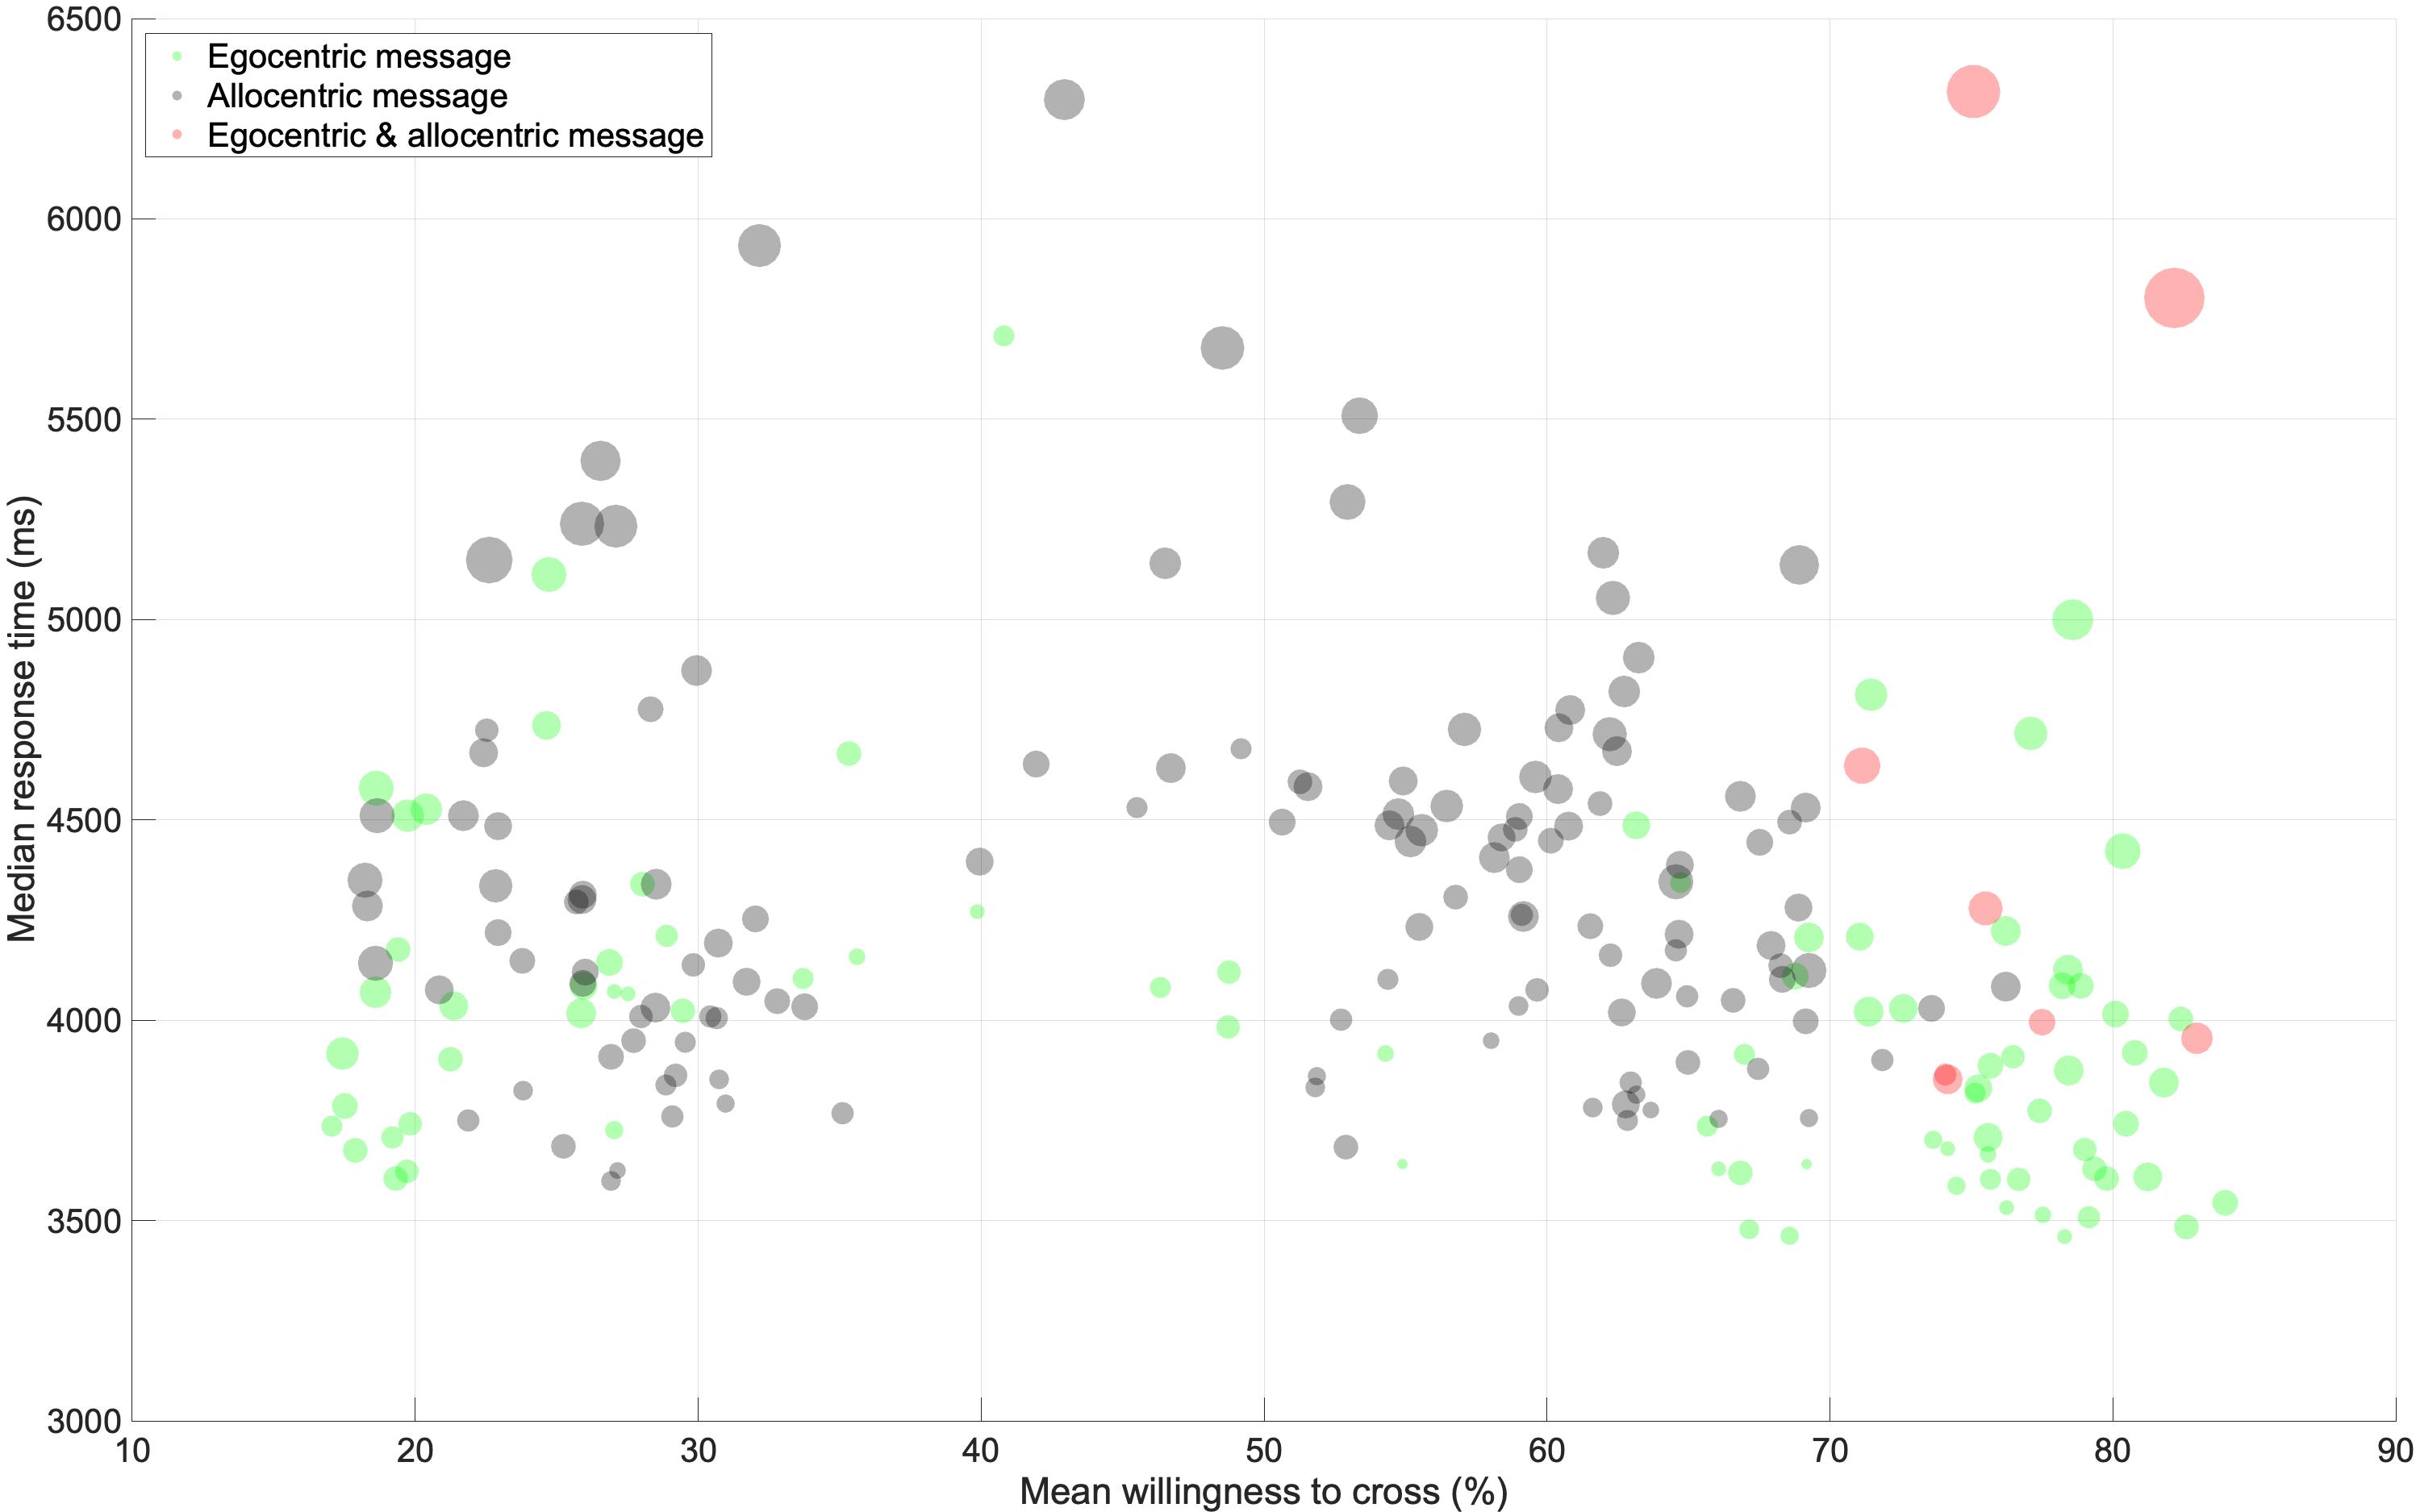 Egocentric message
Allocentric message
Egocentric & allocentric message
6500
6000
5500
5000
4500
4000
3500
3000
Median response time (ms)
10 20 30 40 50 60 70 80 90
Mean willingness to cross (%)